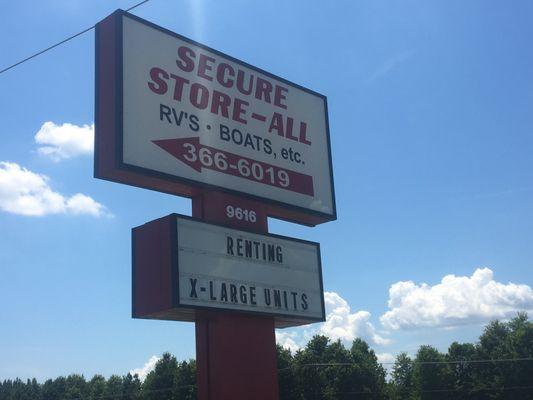 SECURE
STORE-ALL
RV'S • BOATS, etc.
366-6019
9616
RENTING
X-LARGE UNITS